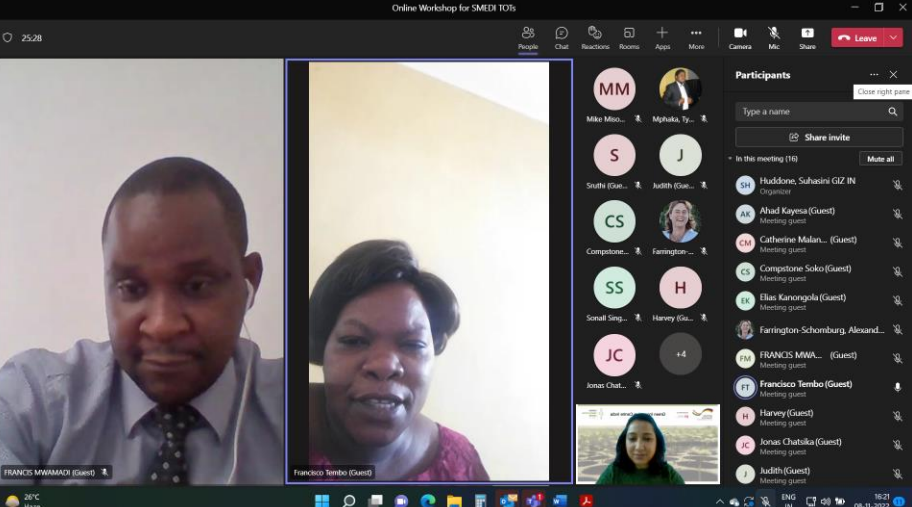 Online Workshop for SMEDI TOTs
25:28
People
Chat
Reactions
Rooms
Apps
More
Camera
Mic
Share
Leave
MM
Mike Miso...
Mphaka, Ty...
S
Sruthi (Gue...
J
Judith (Gue...
CS
Compstone...
Farrington-...
SS
Sonall Sing...
H
Harvey (Gu...
JC
Jonas Chat...
+4
FRANCIS MWAMADI (Guest)
Francisco Tembo (Guest)
Participants
Close right pane
Type a name
Share invite
In this meeting (16)
Mute all
SH
Huddone, Suhasini GIZ IN
Organizer
AK
Ahad Kayesa (Guest)
Meeting guest
CM
Catherine Malan... (Guest)
Meeting guest
CS
Compstone Soko (Guest)
Meeting guest
EK
Elias Kanongola (Guest)
Meeting guest
Farrington-Schomburg, Alexand...
FM
FRANCIS MWA... (Guest)
Meeting guest
FT
Francisco Tembo (Guest)
Meeting guest
H
Harvey (Guest)
Meeting guest
JC
Jonas Chatsika (Guest)
Meeting guest
J
Judith (Guest)
Meeting guest
26°C
Haze
ENG
IN
16:21
08-11-2022